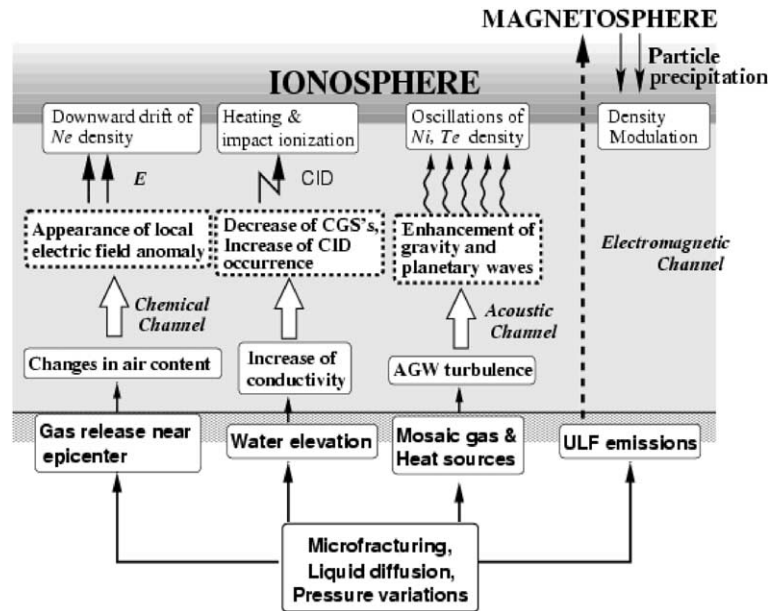 MAGNETOSPHERE
Particle
precipitation
IONOSPHERE
Downward drift of
Ne density
Heating &
impact ionization
Oscillations of
Ni, Te density
Density
Modulation
E
CID
Appearance of local
electric field anomaly
Decrease of CGS's,
Increase of CID
occurrence
Enhancement of
gravity and
planetary waves
Electromagnetic
Channel
Chemical
Channel
Acoustic
Channel
Changes in air content
Increase of
conductivity
AGW turbulence
Gas release near
epicenter
Water elevation
Mosaic gas &
Heat sources
ULF emissions
Microfracturing,
Liquid diffusion,
Pressure variations